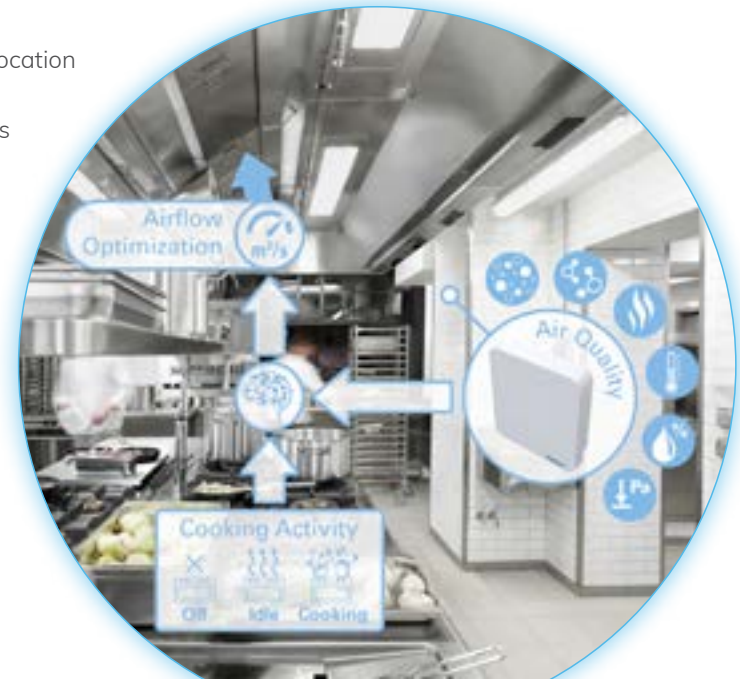 ocation
s
Airflow
Optimization
m³/s
Air Quality
%
Pa
Cooking Activity
Off
Idle
Cooking